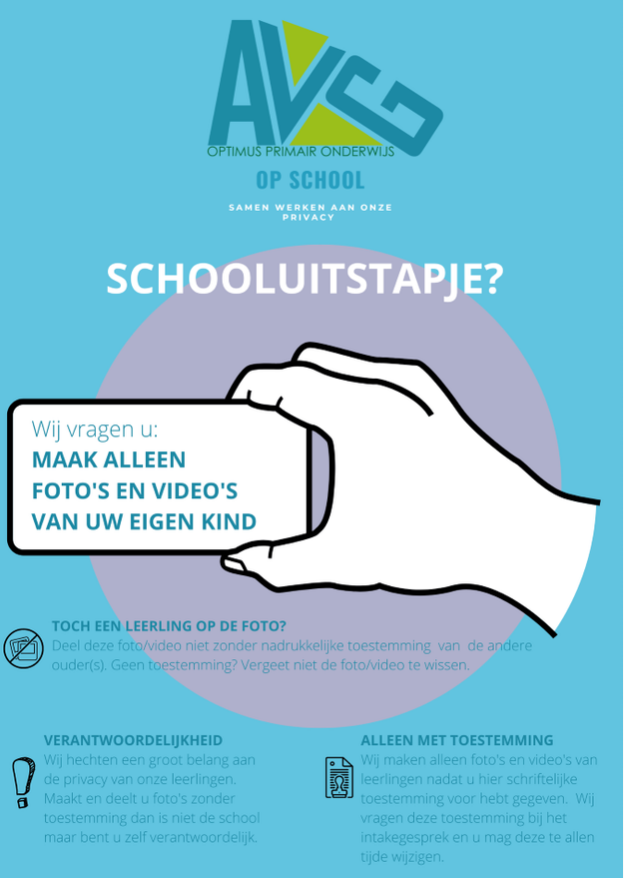 AVG
OPTIMUS PRIMAIR ONDERWIJS
OP SCHOOL
SAMEN WERKEN AAN ONZE
PRIVACY
SCHOOLUITSTAPJE?
Wij vragen u:
MAAK ALLEEN
FOTO'S EN VIDEO'S
VAN UW EIGEN KIND
TOCH EEN LEERLING OP DE FOTO?
Deel deze foto/video niet zonder nadrukkelijke toestemming van de andere
ouder(s). Geen toestemming? Vergeet niet de foto/video te wissen.
VERANTWOORDELIJKHEID
Wij hechten een groot belang aan
de privacy van onze leerlingen.
Maakt en deelt u foto's zonder
toestemming dan is niet de school
maar bent u zelf verantwoordelijk.
ALLEEN MET TOESTEMMING
Wij maken alleen foto's en video's van
leerlingen nadat u hier schriftelijke
toestemming voor hebt gegeven. Wij
vragen deze toestemming bij het
intakegesprek en u mag deze te allen
tijde wijzigen.